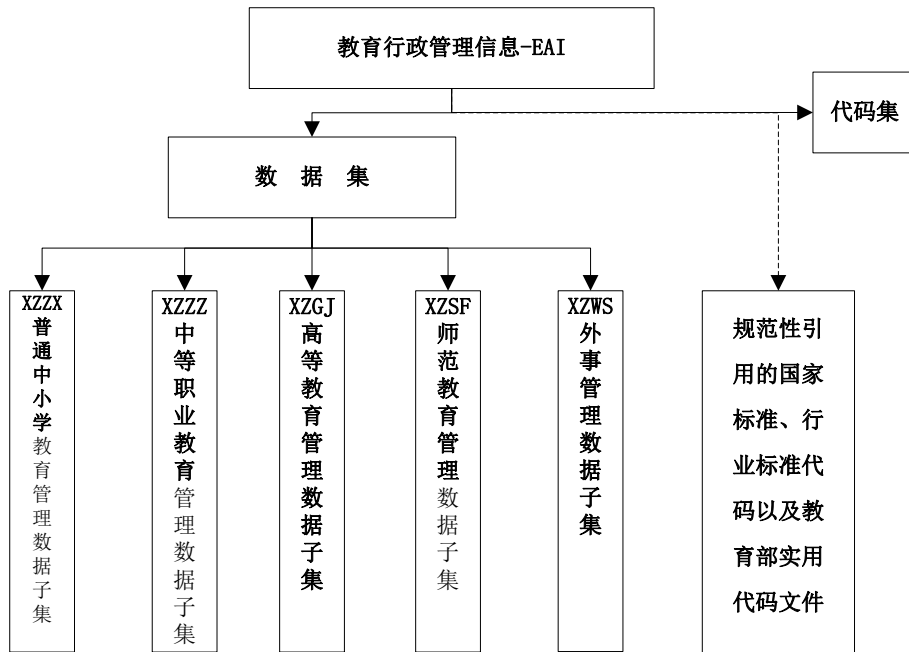 教育行政管理信息-EAI
代码集
数 据 集
XZZX
普通中小学教育管理数据子集
XZZZ
中等职业教育管理数据子集
XZGJ
高等教育管理数据子集
XZSF
师范教育管理数据子集
XZWS
外事管理数据子集
规范性引
用的国家
标准、行
业标准代
码以及教
育部实用
代码文件